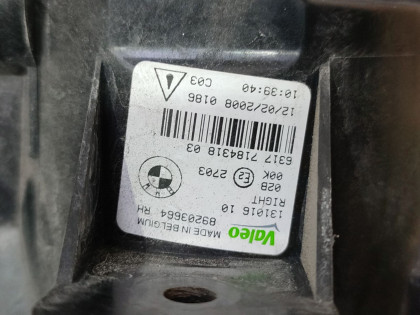 Valeo
MADE IN BELGIUM
89203664 RH
131016 10
RIGHT
02B
00K
E2 2703
6317 7184318 03
12/02/2008 0186
10:39:40
C03